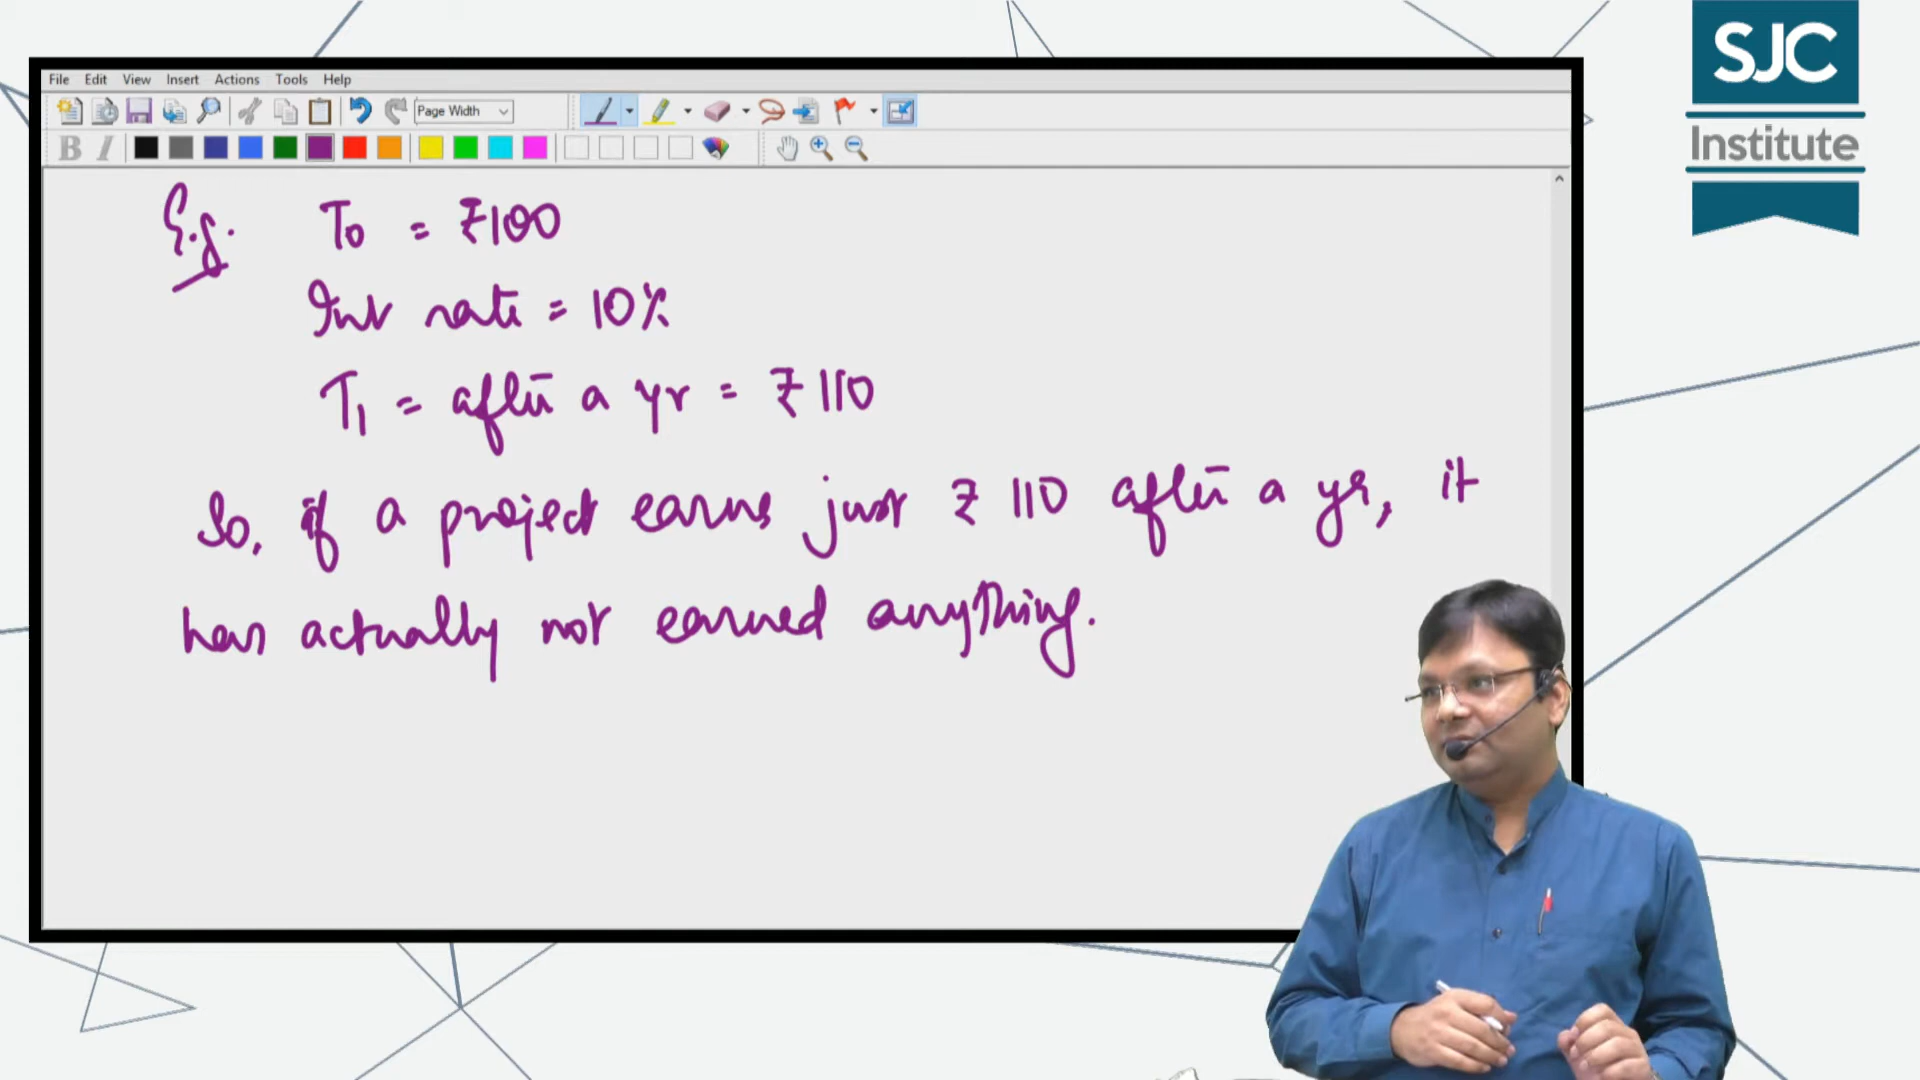 SJC
Institute
File Edit View Insert Actions Tools Help
Page Width
B I
E.g. T0 = ₹100
Int rate = 10%
T1 = after a yr = ₹110
So, if a project earns just ₹110 after a yr, it
has actually not earned anything.